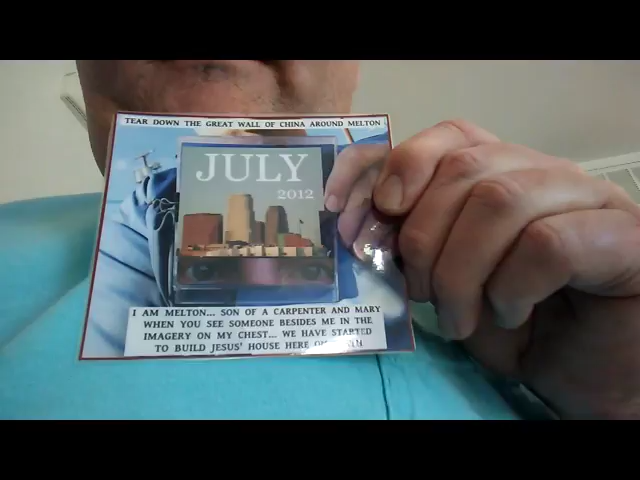 TEAR DOWN THE GREAT WALL OF CHINA AROUND MELTON
JULY
2012
I AM MELTON... SON OF A CARPENTER AND MARY
WHEN YOU SEE SOMEONE BESIDES ME IN THE
IMAGERY ON MY CHEST... WE HAVE STARTED
TO BUILD JESUS' HOUSE HERE